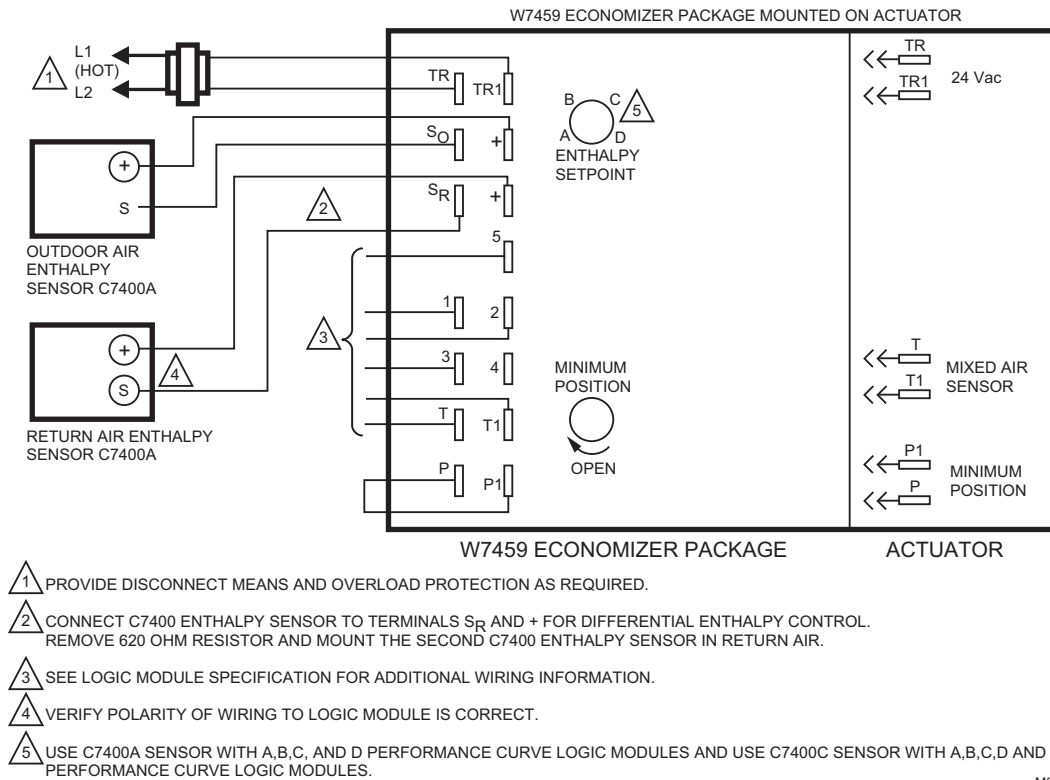 W7459 ECONOMIZER PACKAGE MOUNTED ON ACTUATOR
1
L1
(HOT)
L2
TR
TR1
B
C
A
D
5
ENTHALPY
SETPOINT
TR
TR1
24 Vac
+
S
OUTDOOR AIR
ENTHALPY
SENSOR C7400A
SO
+
2
SR
+
5
3
1
2
3
4
T
T1
P
P1
+
S
4
RETURN AIR ENTHALPY
SENSOR C7400A
MINIMUM
POSITION
OPEN
T
T1
MIXED AIR
SENSOR
P1
P
MINIMUM
POSITION
W7459 ECONOMIZER PACKAGE
ACTUATOR
1 PROVIDE DISCONNECT MEANS AND OVERLOAD PROTECTION AS REQUIRED.
2 CONNECT C7400 ENTHALPY SENSOR TO TERMINALS SR AND + FOR DIFFERENTIAL ENTHALPY CONTROL.
REMOVE 620 OHM RESISTOR AND MOUNT THE SECOND C7400 ENTHALPY SENSOR IN RETURN AIR.
3 SEE LOGIC MODULE SPECIFICATION FOR ADDITIONAL WIRING INFORMATION.
4 VERIFY POLARITY OF WIRING TO LOGIC MODULE IS CORRECT.
5 USE C7400A SENSOR WITH A,B,C, AND D PERFORMANCE CURVE LOGIC MODULES AND USE C7400C SENSOR WITH A,B,C,D AND
PERFORMANCE CURVE LOGIC MODULES.